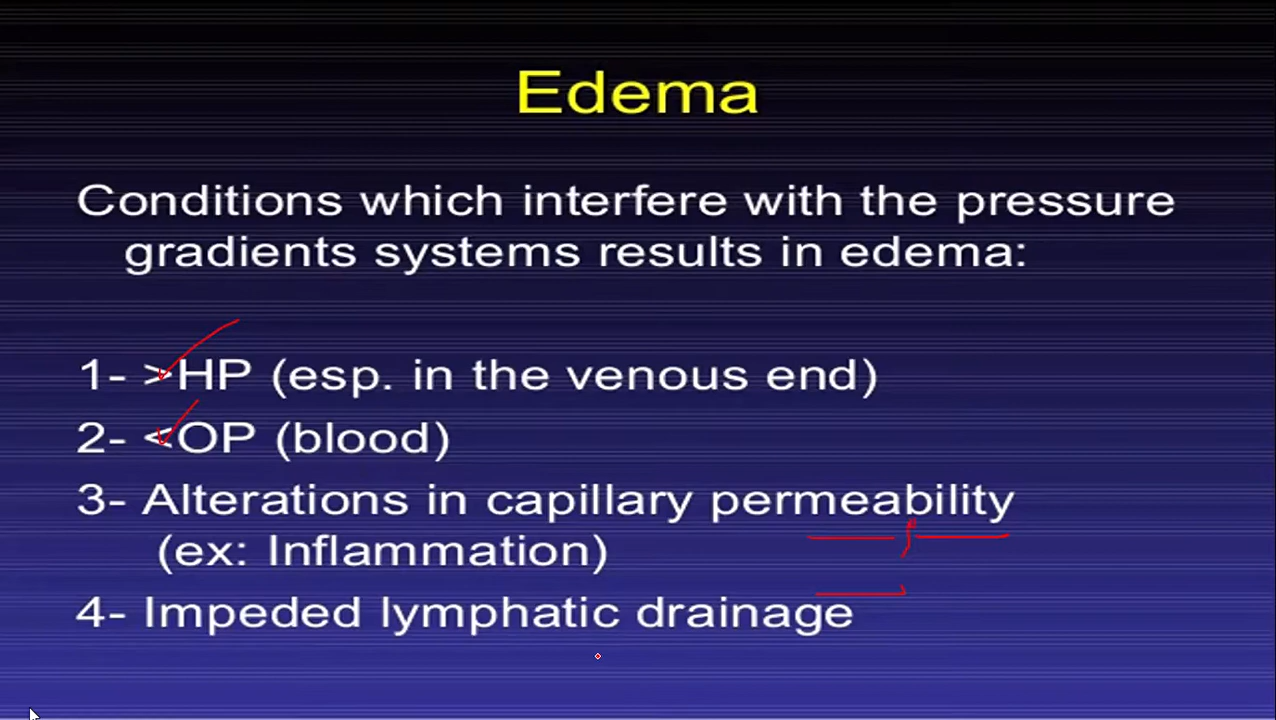 Edema
Conditions which interfere with the pressure
gradients systems results in edema:
1- >HP (esp. in the venous end)
2- <OP (blood)
3- Alterations in capillary permeability
(ex: Inflammation)
4- Impeded lymphatic drainage